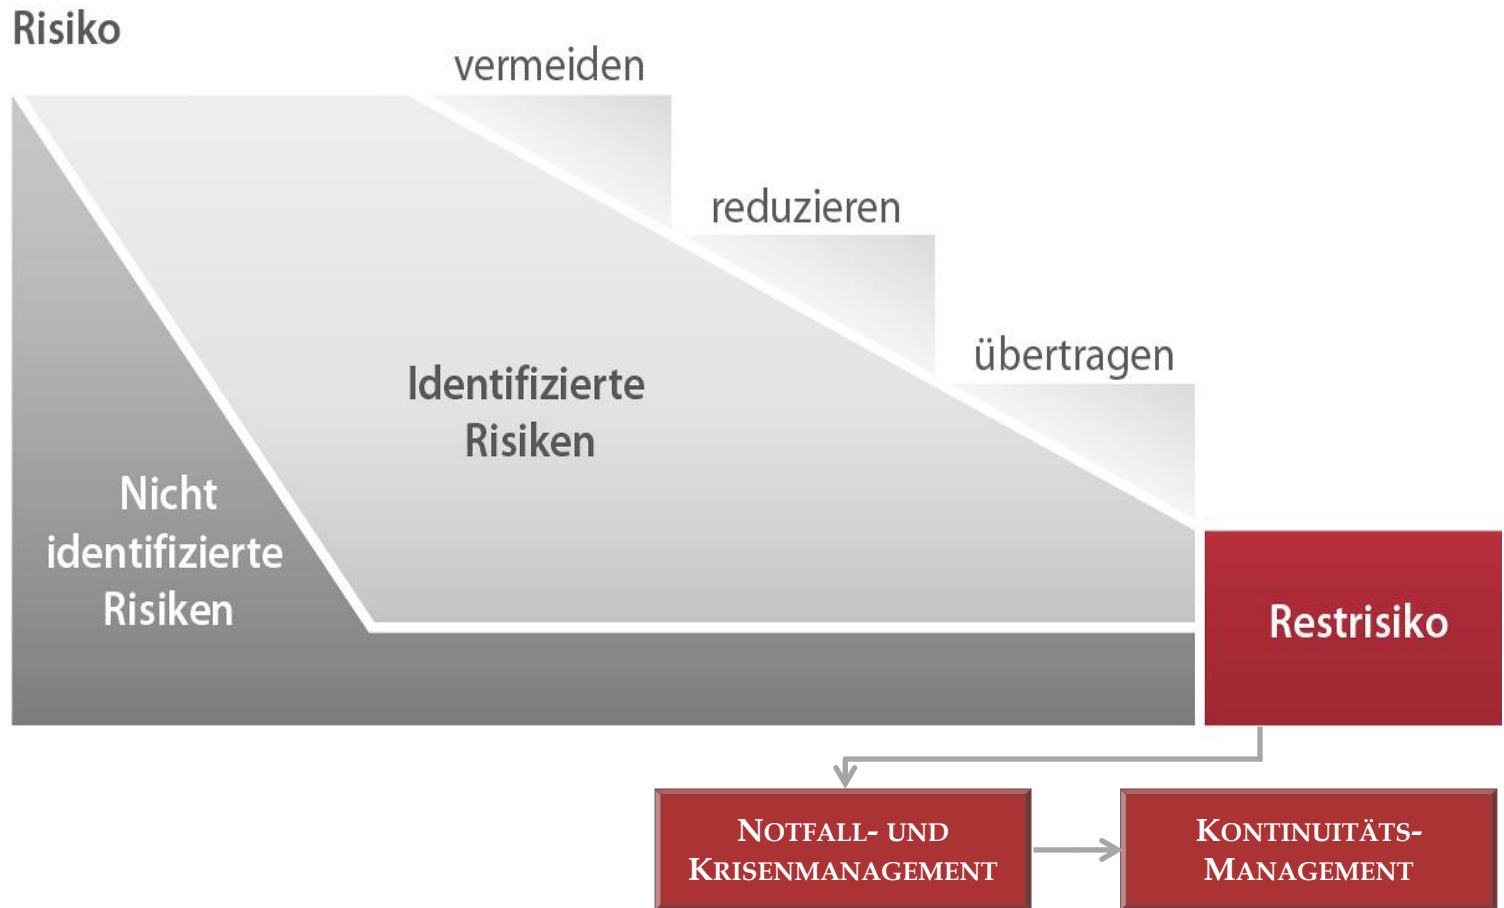 Risiko
vermeiden
reduzieren
übertragen
Identifizierte
Risiken
Nicht
identifizierte
Risiken
Restrisiko
NOTFALL- UND
KRISENMANAGEMENT
KONTINUITÄTS-
MANAGEMENT